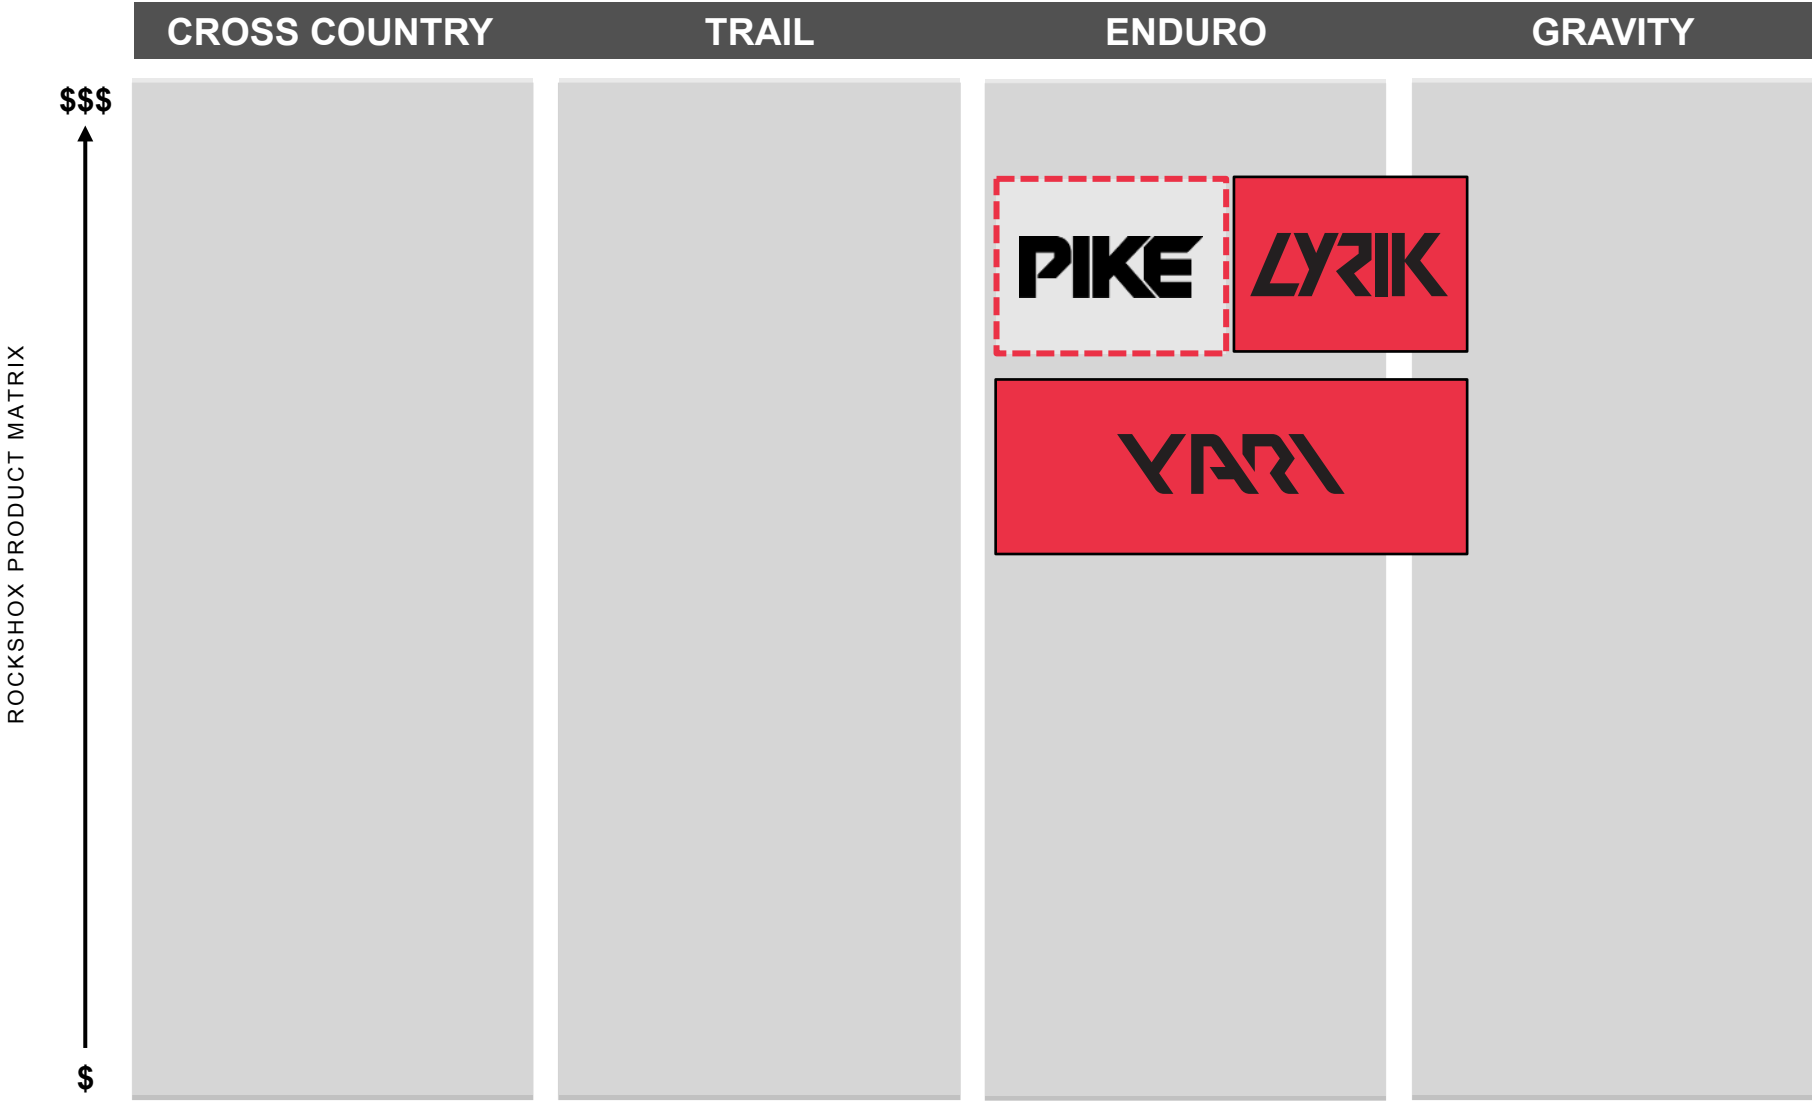 CROSS COUNTRY TRAIL ENDURO GRAVITY
$$$
PIKE LYRIK
YARI
ROCKSHOX PRODUCT MATRIX
$